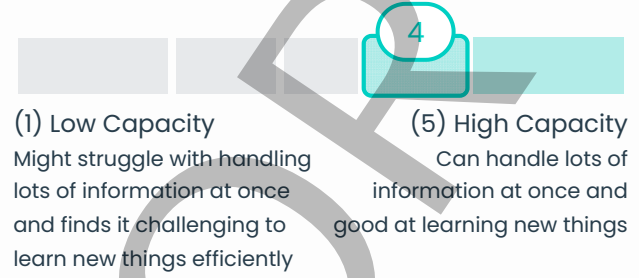 4
(1) Low Capacity
Might struggle with handling
lots of information at once
and finds it challenging to
learn new things efficiently
(5) High Capacity
Can handle lots of
information at once and
good at learning new things
OR